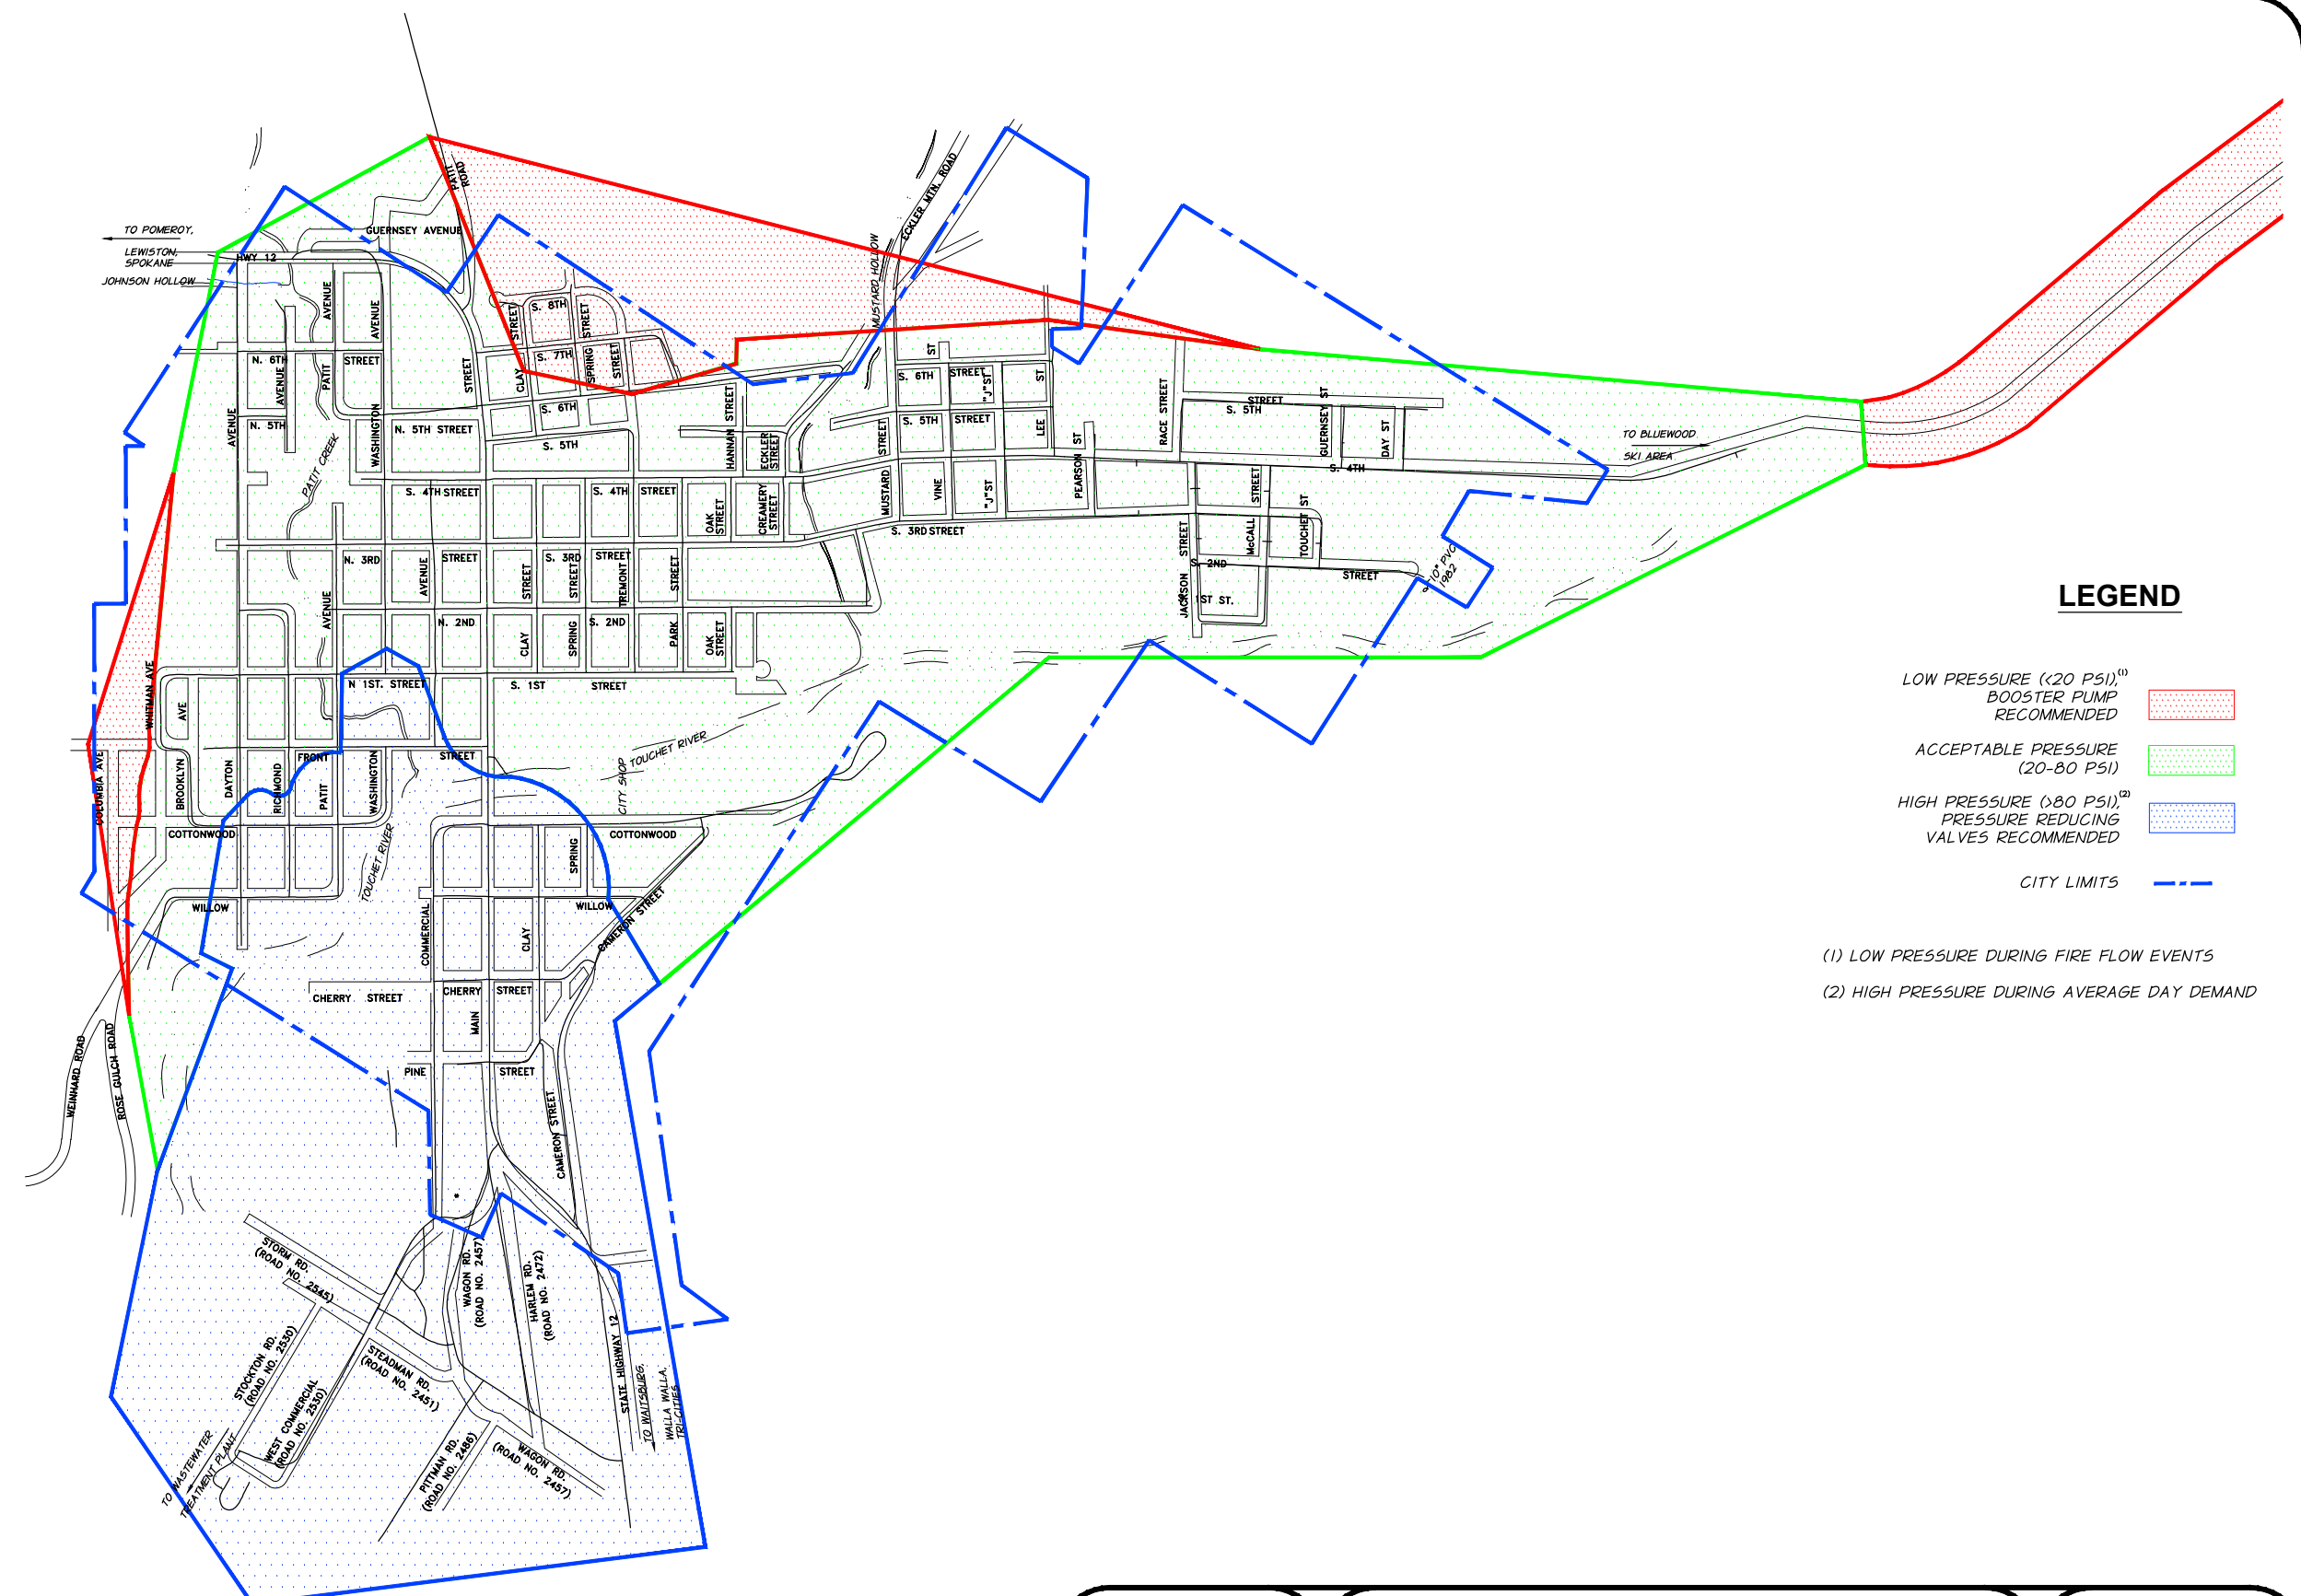 PATIT
ROAD
TO POMEROY,
LEWISTON,
SPOKANE
JOHNSON HOLLOW
HWY 12
GUERNSEY AVENUE
MUSTARD HOLLOW
ECKLER MTN. ROAD
AVENUE
AVENUE
STREET
S. 8TH
STREET
N. 6TH
STREET
AVENUE
PATIT
STREET
CLAY
S. 7TH
SPRING
STREET
ST
S. 6TH
STREET
"J" ST
ST
AVENUE
N. 5TH
WASHINGTON
N. 5TH STREET
S. 6TH
S. 5TH
HANNAN STREET
ECKLER
STREET
STREET
S. 5TH
STREET
LEE
RACE STREET
STREET
S. 5TH
GUERNSEY ST
DAY ST
TO BLUEWOOD
SKI AREA
PATIT CREEK
S. 4TH STREET
S. 4TH
STREET
OAK
STREET
CREAMERY
STREET
MUSTARD
VINE
"J" ST
PEARSON ST
STREET
S. 4TH
N. 3RD
AVENUE
STREET
S. 3RD
STREET
S. 3RD STREET
STREET
STREET
TREMONT
STREET
STREET
McCALL
TOUCHET ST
S. 2ND
STREET
10" PVC
1982
AVENUE
N. 2ND
CLAY
SPRING
S. 2ND
PARK
OAK
STREET
JACKSON
1ST ST.
WHITMAN AVE
AVE
N 1ST. STREET
S. 1ST
STREET
COLUMBIA AVE
BROOKLYN
DAYTON
RICHMOND
FRONT
PATIT
WASHINGTON
STREET
CITY SHOP
TOUCHET RIVER
COTTONWOOD
TOUCHET RIVER
SPRING
COTTONWOOD
WILLOW
COMMERCIAL
CLAY
WILLOW
CAMERON STREET
CHERRY
STREET
CHERRY
STREET
MAIN
PINE
STREET
WEINHARD ROAD
ROSE GULCH ROAD
CAMERON STREET
STORM RD.
(ROAD NO. 2545)
WAGON RD.
(ROAD NO. 2457)
HARLEM RD.
(ROAD NO. 2472)
STOCKTON RD.
(ROAD NO. 2530)
STEADMAN RD.
(ROAD NO. 2451)
STATE HIGHWAY 12
TO WAITSBURG,
WALLA WALLA,
TRI-CITIES
WEST COMMERCIAL
(ROAD NO. 2530)
TO WASTEWATER
TREATMENT PLANT
PITTMAN RD.
(ROAD NO. 2486)
WAGON RD.
(ROAD NO. 2457)
LEGEND
LOW PRESSURE (<20 PSI),(1)
BOOSTER PUMP
RECOMMENDED
ACCEPTABLE PRESSURE
(20-80 PSI)
HIGH PRESSURE (>80 PSI),(2)
PRESSURE REDUCING
VALVES RECOMMENDED
CITY LIMITS
(1) LOW PRESSURE DURING FIRE FLOW EVENTS
(2) HIGH PRESSURE DURING AVERAGE DAY DEMAND